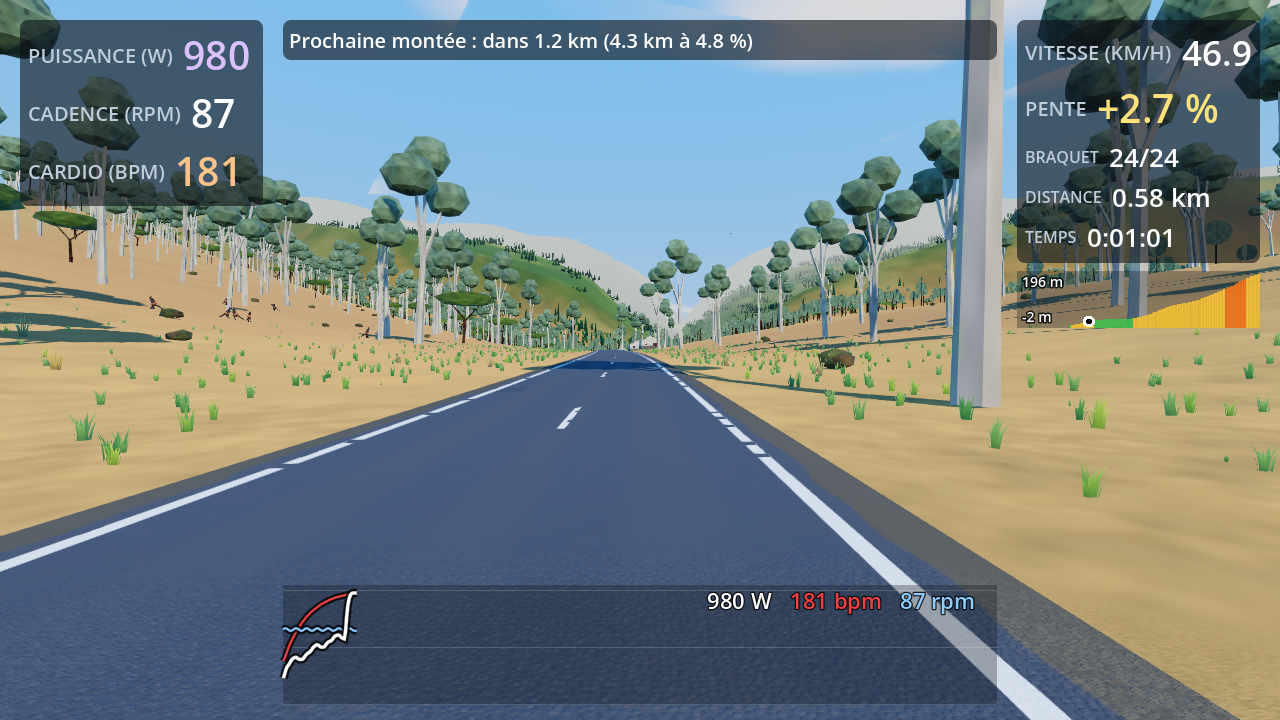 PUISSANCE (W) 980
CADENCE (RPM) 87
CARDIO (BPM) 181
Prochaine montée : dans 1.2 km (4.3 km à 4.8 %)
VITESSE (KM/H) 46.9
PENTE +2.7 %
BRAQUET 24/24
DISTANCE 0.58 km
TEMPS 0:01:01
196 m
-2 m
980 W 181 bpm 87 rpm